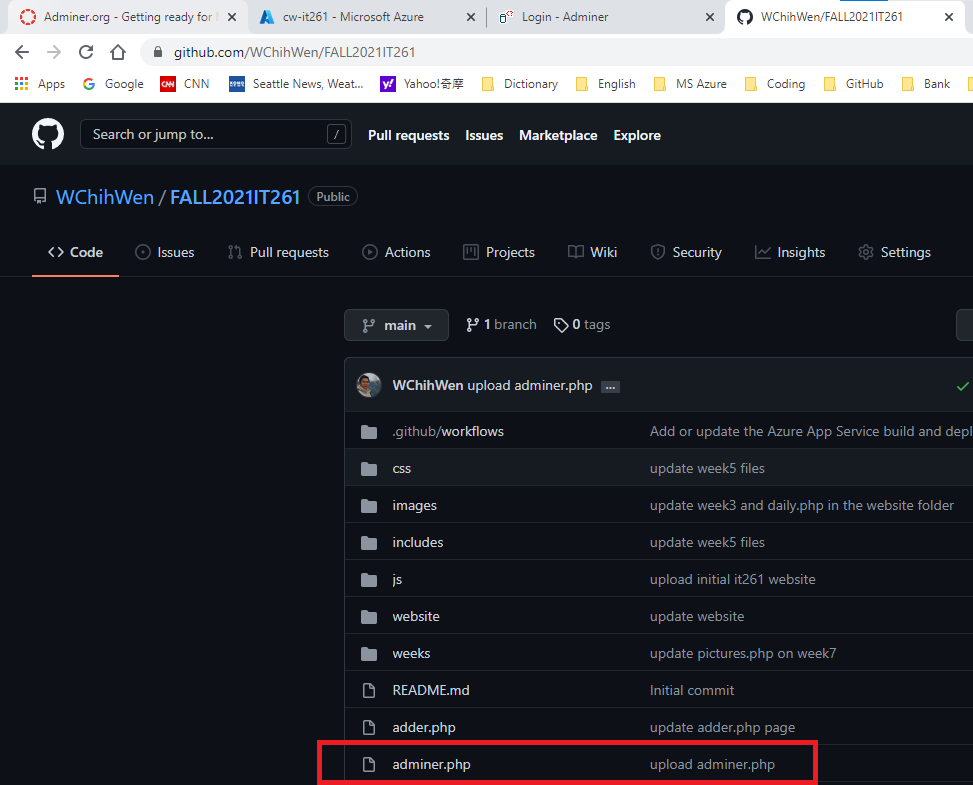 Adminer.org - Getting ready for
cw-it261 - Microsoft Azure
Login - Adminer
WChihWen/FALL2021IT261
github.com/WChihWen/FALL2021IT261
Apps Google CNN Seattle News, Weat... Yahoo!奇摩 Dictionary English MS Azure Coding GitHub Bank
Search or jump to... /
Pull requests Issues Marketplace Explore
WChihWen / FALL2021IT261 Public
Code Issues Pull requests Actions Projects Wiki Security Insights Settings
main 1 branch 0 tags
WChihWen upload adminer.php ...
.github/workflows Add or update the Azure App Service build and depl
css update week5 files
images update week3 and daily.php in the website folder
includes update week5 files
js upload initial it261 website
website update website
weeks update pictures.php on week7
README.md Initial commit
adder.php update adder.php page
adminer.php upload adminer.php